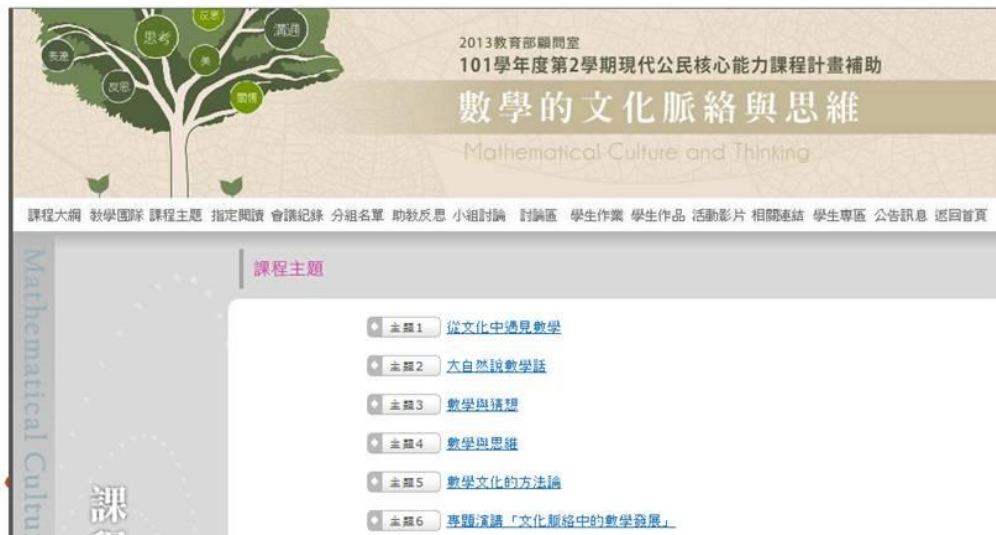 反思
思考
溝通
表達
美
反思
關懷
2013教育部顧問室
101學年度第2學期現代公民核心能力課程計畫補助
數學的文化脈絡與思維
Mathematical Culture and Thinking
課程大綱 教學團隊 課程主題 指定閱讀 會議紀錄 分組名單 助教反思 小組討論 討論區 學生作業 學生作品 活動影片 相關連結 學生專區 公告訊息 返回首頁
Mathematical Cultu
課程主題
主題1 從文化中遇見數學
主題2 大自然說數學話
主題3 數學與猜想
主題4 數學與思維
主題5 數學文化的方法論
主題6 專題演講「文化脈絡中的數學發展」
課